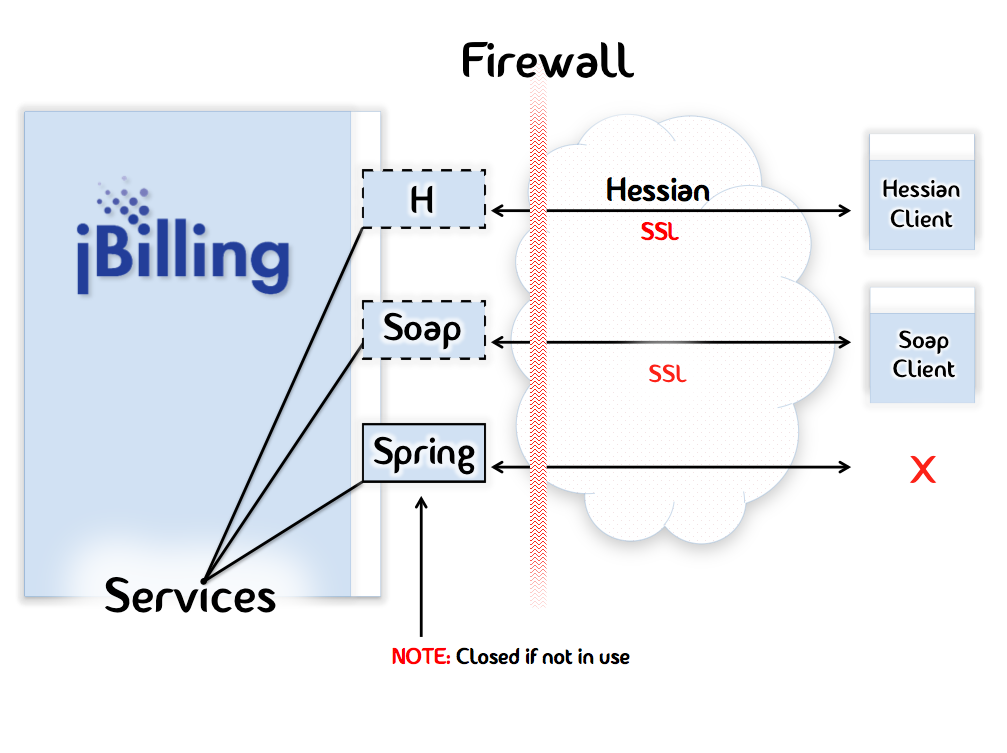 Firewall
jBilling
H
Hessian
SSL
Hessian
Client
Soap
SSL
Soap
Client
Spring
X
Services
NOTE: Closed if not in use